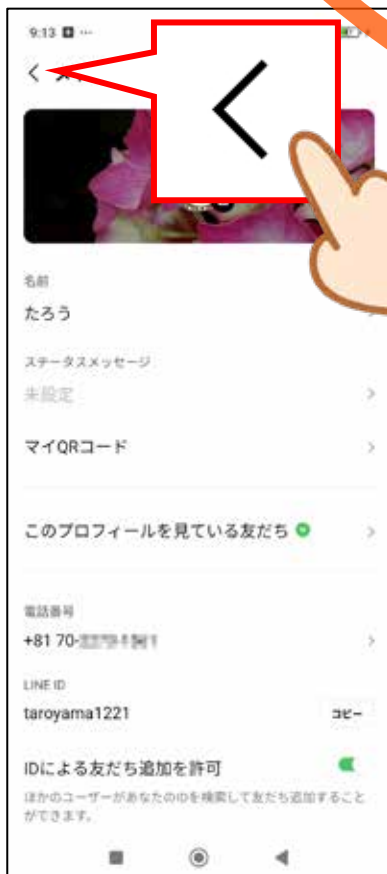 9:13
名前
たろう
ステータスメッセージ
未設定
マイQRコード
このプロフィールを見ている友だち
電話番号
+81 70-
LINE ID
taroyama1221
コピー
IDによる友だち追加を許可
ほかのユーザーがあなたのIDを検索して友だち追加すること
ができます。